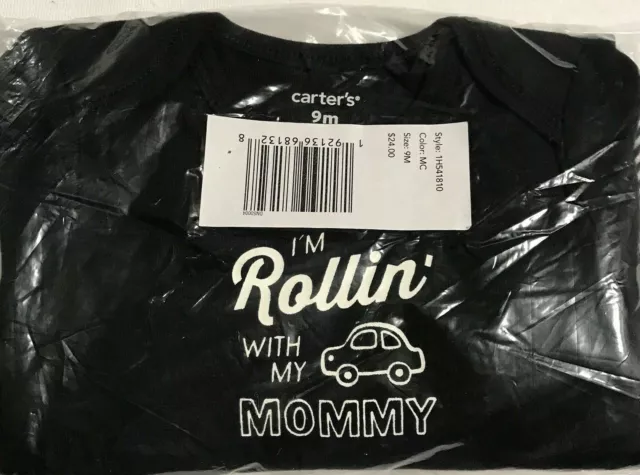 carter's
9m
Style: 1H541810
Color: MC
Size: 9M
$24.00
1 92136 68132 8
I'M
Rollin'
WITH
MY
MOMMY